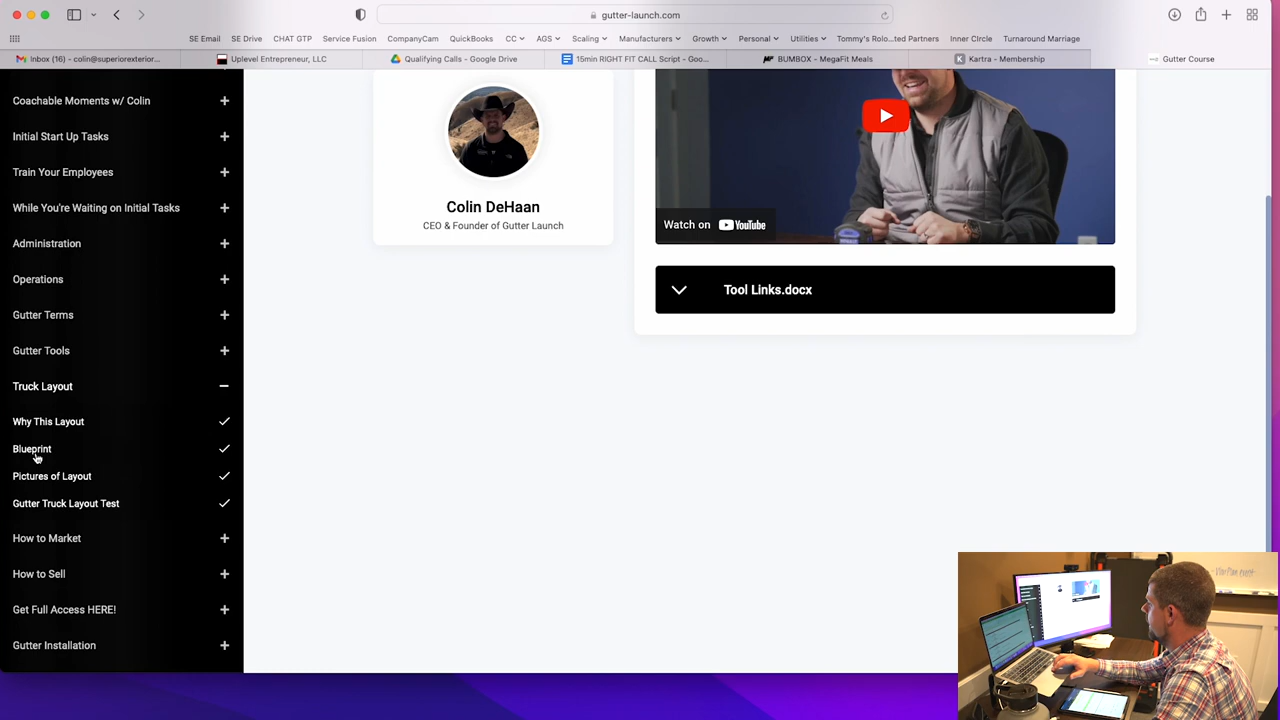 gutter-launch.com
SE Email SE Drive CHAT GTP Service Fusion CompanyCam QuickBooks CC AGS Scaling Manufacturers Growth Personal Utilities Tommy's Rolo...ted Partners Inner CIrcle Turnaround Marriage
Inbox (16) – colin@superiorexterior... Uplevel Entrepreneur, LLC Qualifying Calls - Google Drive 15min RIGHT FIT CALL Script - Goo... BUMBOX – MegaFit Meals Kartra - Membership Gutter Course
Coachable Moments w/ Colin
Initial Start Up Tasks
Train Your Employees
While You're Waiting on Initial Tasks
Administration
Operations
Gutter Terms
Gutter Tools
Truck Layout
Why This Layout
Blueprint
Pictures of Layout
Gutter Truck Layout Test
How to Market
How to Sell
Get Full Access HERE!
Gutter Installation
Colin DeHaan
CEO & Founder of Gutter Launch
Watch on YouTube
Tool Links.docx